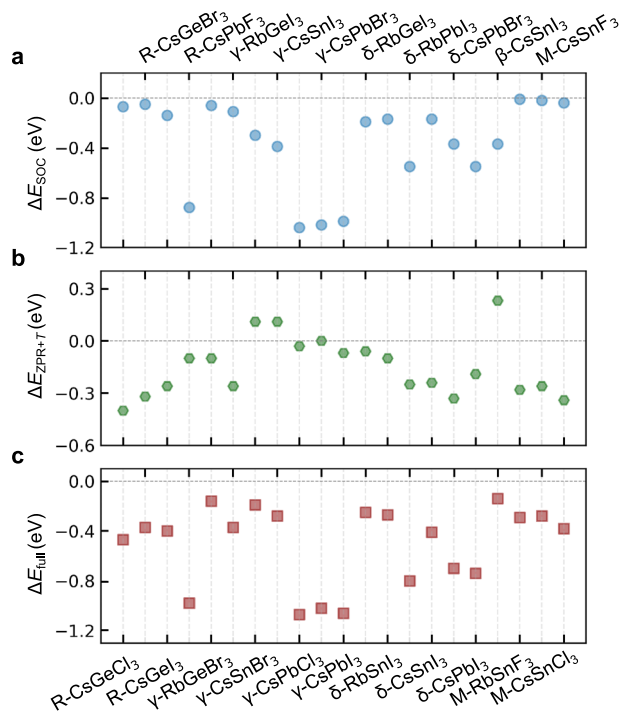 R-CsGeBr₃
R-CsPbF₃
γ-RbGeI₃
γ-CsSnI₃
γ-CsPbBr₃
δ-RbGeI₃
δ-RbPbI₃
δ-CsPbBr₃
β-CsSnI₃
M-CsSnF₃
a
ΔE_SOC (eV)
0.0
−0.4
−0.8
−1.2
b
ΔE_ZPR+T (eV)
0.3
0.0
−0.3
−0.6
c
ΔE_full (eV)
0.0
−0.4
−0.8
−1.2
R-CsGeCl₃
R-CsGeI₃
γ-RbGeBr₃
γ-CsSnBr₃
γ-CsPbCl₃
γ-CsPbI₃
δ-RbSnI₃
δ-CsSnI₃
δ-CsPbI₃
M-RbSnF₃
M-CsSnCl₃